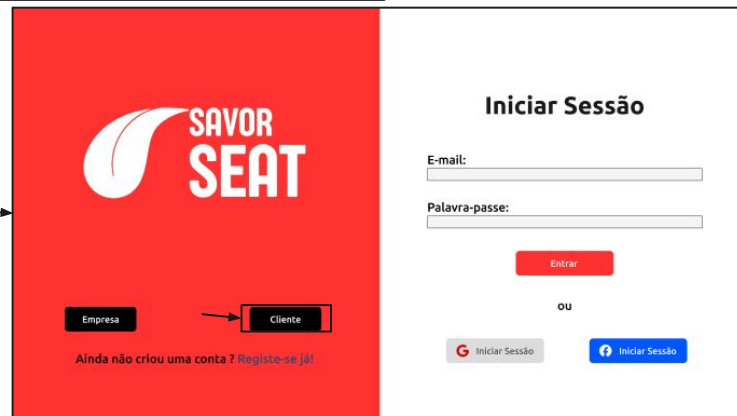 SAVOR
SEAT
Empresa
Cliente
Ainda não criou uma conta ? Registe-se já!
Iniciar Sessão
E-mail:
Palavra-passe:
Entrar
ou
Iniciar Sessão
Iniciar Sessão